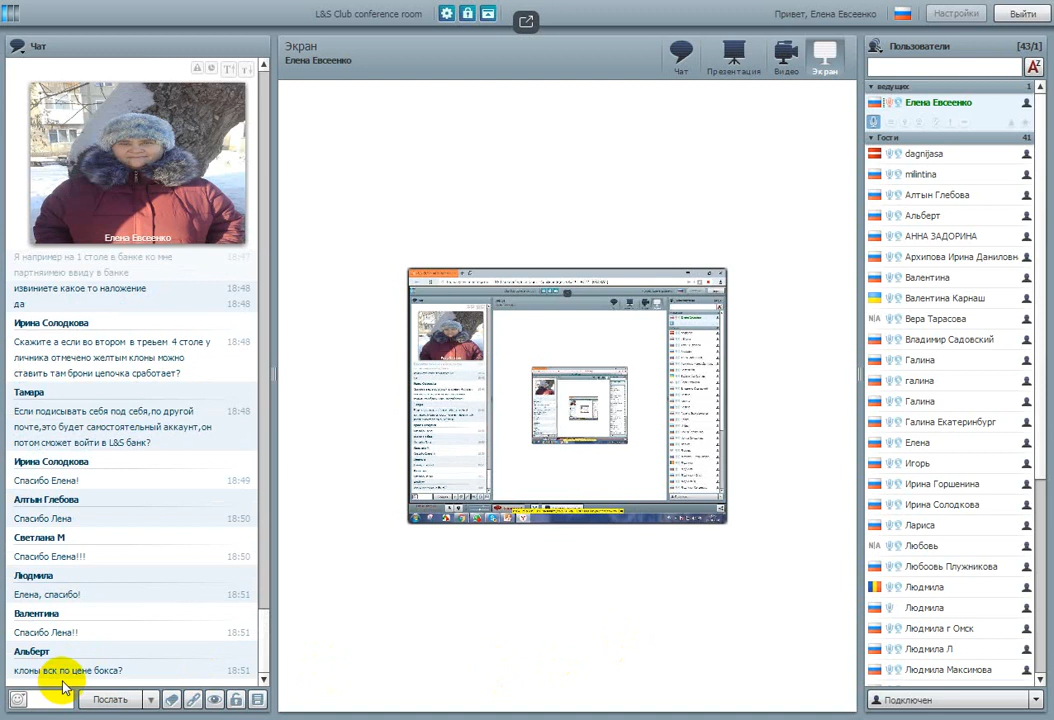 L&S Club conference room
Привет, Елена Евсеенко
Настройки
Выйти
Чат
T↑
T↓
Елена Евсеенко
Я например на 1 столе в банке ко мне 18:47
партняимею ввиду в банке
извиниете какое то наложение 18:48
да 18:48
Ирина Солодкова
Скажите а если во втором в третьем 4 столе у 18:48
личника отмечено желтым клоны можно
ставить там брони цепочка сработает?
Тамара
Если подисывать себя под себя,по другой 18:48
почте,это будет самостоятельный аккаунт,он
потом сможет войти в L&S банк?
Ирина Солодкова
Спасибо Елена! 18:49
Алтын Глебова
Спасибо Лена 18:50
Светлана М
Спасибо Елена!!! 18:50
Людмила
Елена, спасибо! 18:51
Валентина
Спасибо Лена!! 18:51
Альберт
клоны вск по цене бокса? 18:51
Послать
Экран
Елена Евсеенко
Чат
Презентация
Видео
Экран
Пользователи [43/1]
AZ
ведущих 1
Елена Евсеенко
Гости 41
dagnijasa
milintina
Алтын Глебова
Альберт
АННА ЗАДОРИНА
Архипова Ирина Даниловн
Валентина
Валентина Карнаш
N|A Вера Тарасова
Владимир Садовский
Галина
галина
Галина
Галина Екатеринбург
Елена
Игорь
Ирина Горшенина
Ирина Солодкова
Лариса
N|A Любовь
Любоовь Плужникова
Людмила
Людмила
Людмила г Омск
Людмила Л
Людмила Максимова
Подключен